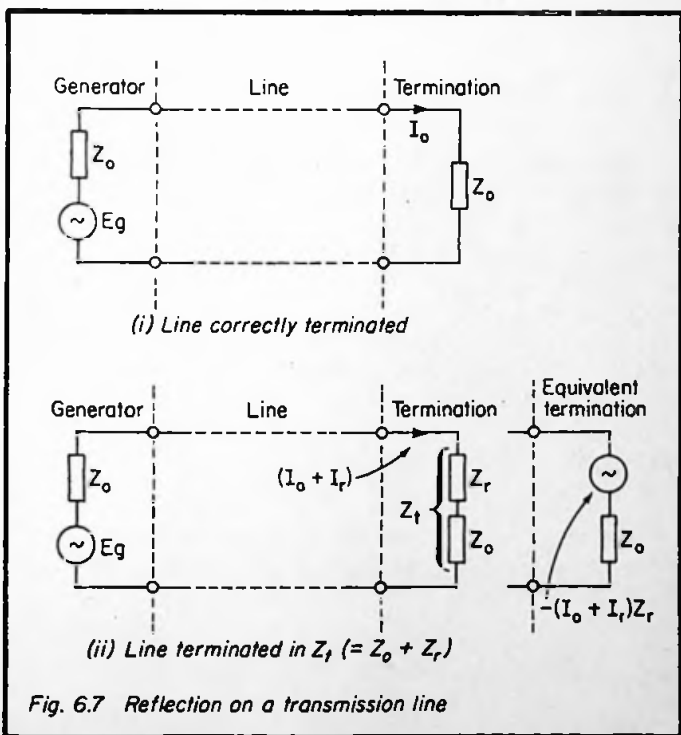 Generator Line Termination
I₀
Z₀
Z₀
~
Eg
(i) Line correctly terminated
Equivalent
Generator Line Termination termination
(I₀ + Iᵣ)
Z₀
Zᵣ
~
Zₜ
Z₀
Z₀
~
Eg
-(I₀ + Iᵣ)Zᵣ
(ii) Line terminated in Zₜ (= Z₀ + Zᵣ)
Fig. 6.7 Reflection on a transmission line